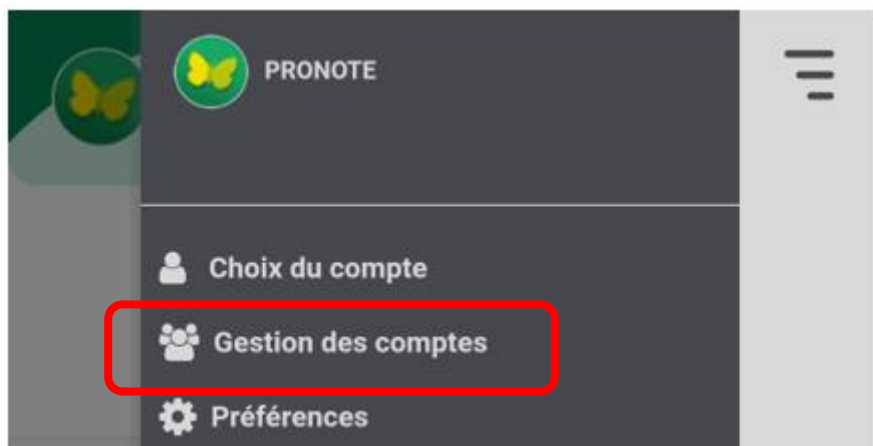 PRONOTE
Choix du compte
Gestion des comptes
Préférences